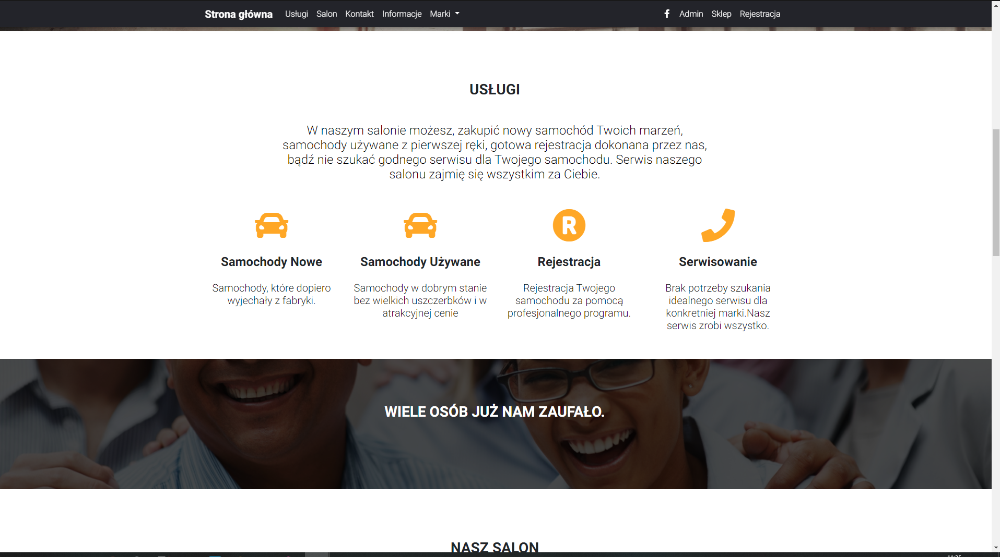 Strona główna Usługi Salon Kontakt Informacje Marki Admin Sklep Rejestracja
USŁUGI
W naszym salonie możesz, zakupić nowy samochód Twoich marzeń,
samochody używane z pierwszej ręki, gotowa rejestracja dokonana przez nas,
bądź nie szukać godnego serwisu dla Twojego samochodu. Serwis naszego
salonu zajmię się wszystkim za Ciebie.
R
Samochody Nowe
Samochody, które dopiero
wyjechały z fabryki.
Samochody Używane
Samochody w dobrym stanie
bez wielkich uszczerbków i w
atrakcyjnej cenie
Rejestracja
Rejestracja Twojego
samochodu za pomocą
profesjonalnego programu.
Serwisowanie
Brak potrzeby szukania
idealnego serwisu dla
konkretniej marki.Nasz
serwis zrobi wszystko.
WIELE OSÓB JUŻ NAM ZAUFAŁO.
NASZ SALON